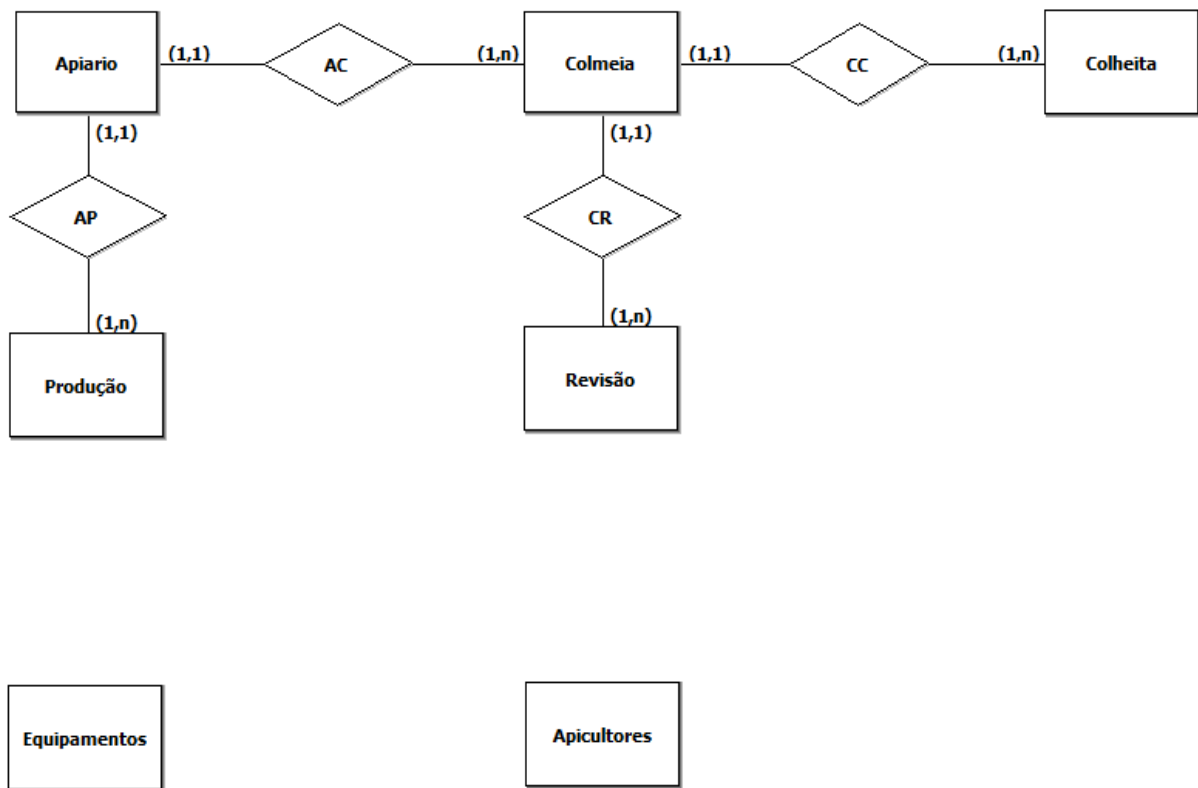 Apiario
(1,1)
AC
(1,n)
Colmeia
(1,1)
CC
(1,n)
Colheita
(1,1)
(1,1)
AP
CR
(1,n)
(1,n)
Produção
Revisão
Equipamentos
Apicultores